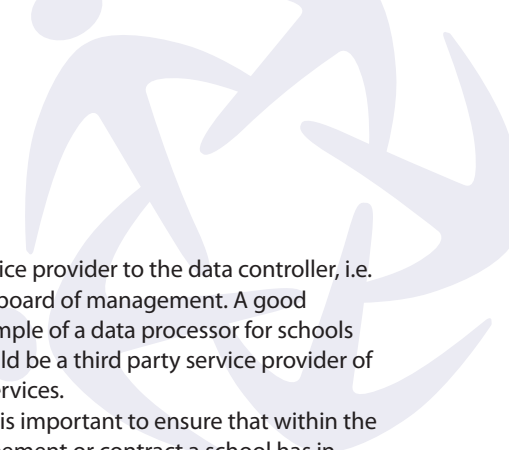 ice provider to the data controller, i.e.
board of management. A good
mple of a data processor for schools
ld be a third party service provider of
ervices.
is important to ensure that within the
ement or contract a school has in